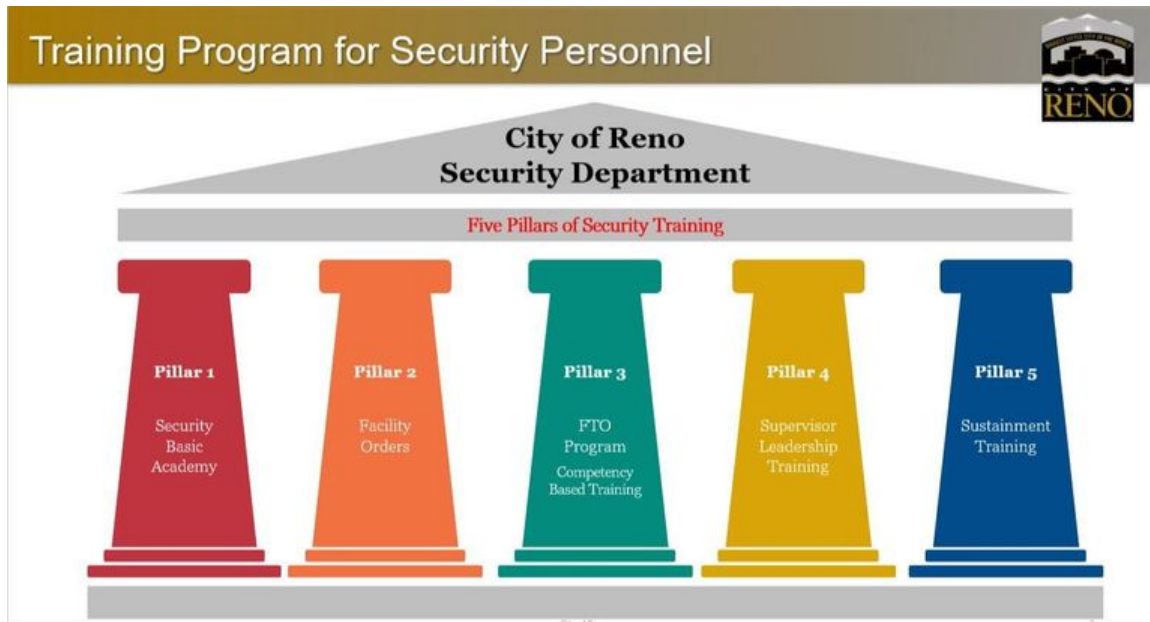 Training Program for Security Personnel
CITY OF
RENO
City of Reno
Security Department
Five Pillars of Security Training
Pillar 1
Security
Basic
Academy
Pillar 2
Facility
Orders
Pillar 3
FTO
Program
Competency
Based Training
Pillar 4
Supervisor
Leadership
Training
Pillar 5
Sustainment
Training